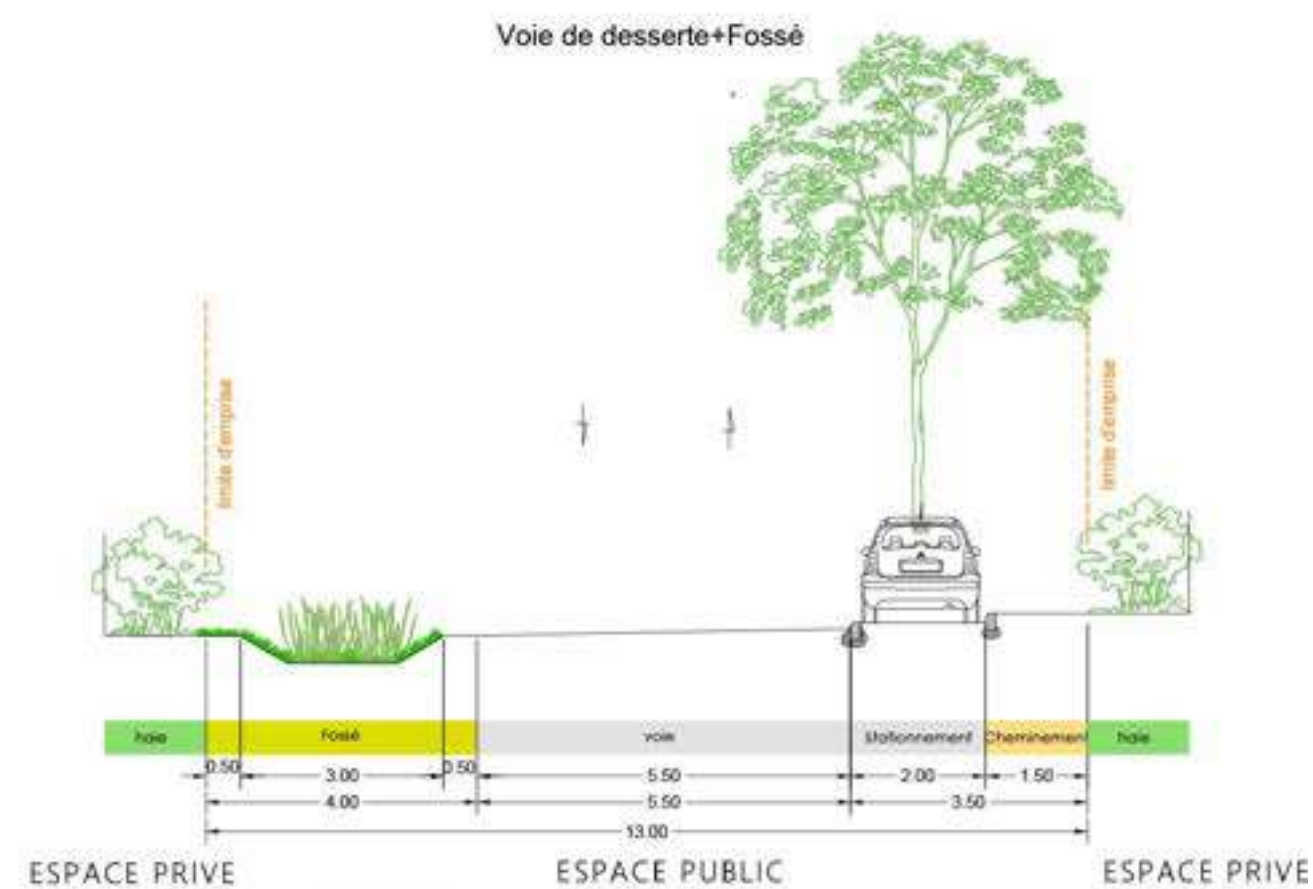 Voie de desserte+Fossé
limite d'emprise
limite d'emprise
haie Fossé voie Stationnement Cheminement haie
0.50 3.00 0.50 5.50 2.00 1.50
4.00 5.50 3.50
13.00
ESPACE PRIVE ESPACE PUBLIC ESPACE PRIVE